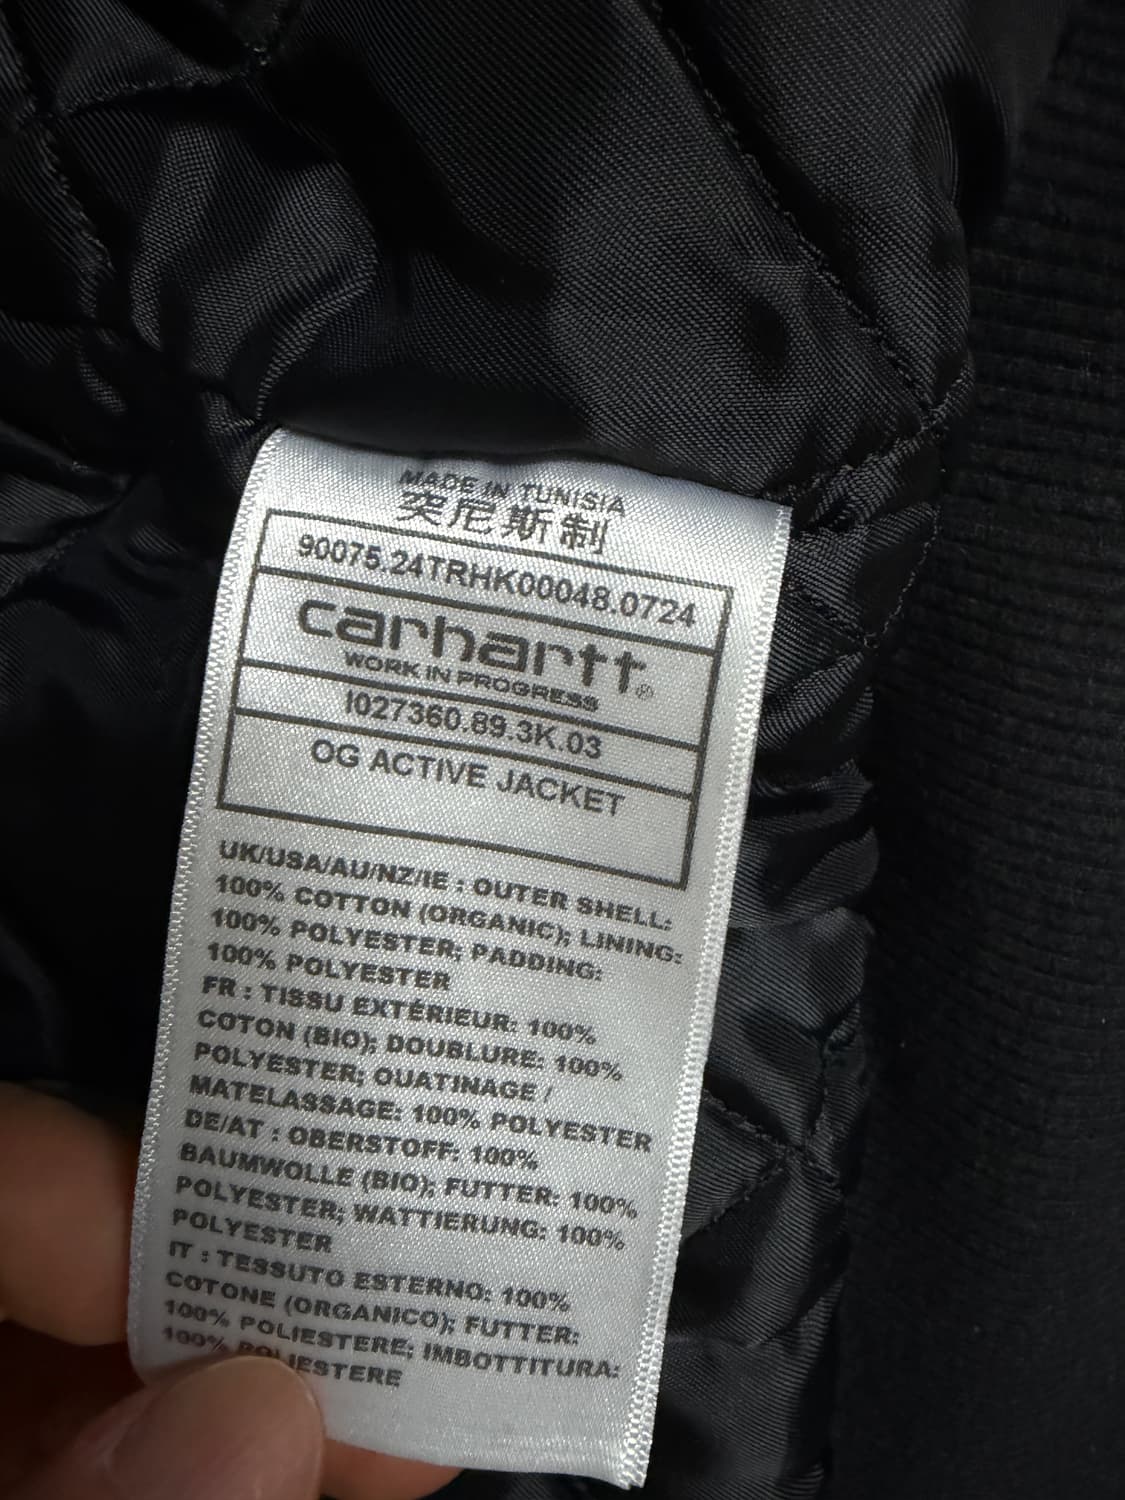 MADE IN TUNISIA
突尼斯制
90075.24TRHK00048.0724
carhartt®
WORK IN PROGRESS
I027360.89.3K.03
OG ACTIVE JACKET
UK/USA/AU/NZ/IE : OUTER SHELL:
100% COTTON (ORGANIC); LINING:
100% POLYESTER; PADDING:
100% POLYESTER
FR : TISSU EXTÉRIEUR: 100%
COTON (BIO); DOUBLURE: 100%
POLYESTER; OUATINAGE /
MATELASSAGE: 100% POLYESTER
DE/AT : OBERSTOFF: 100%
BAUMWOLLE (BIO); FUTTER: 100%
POLYESTER; WATTIERUNG: 100%
POLYESTER
IT : TESSUTO ESTERNO: 100%
COTONE (ORGANICO); FUTTER:
100% POLIESTERE; IMBOTTITURA:
100% POLIESTERE